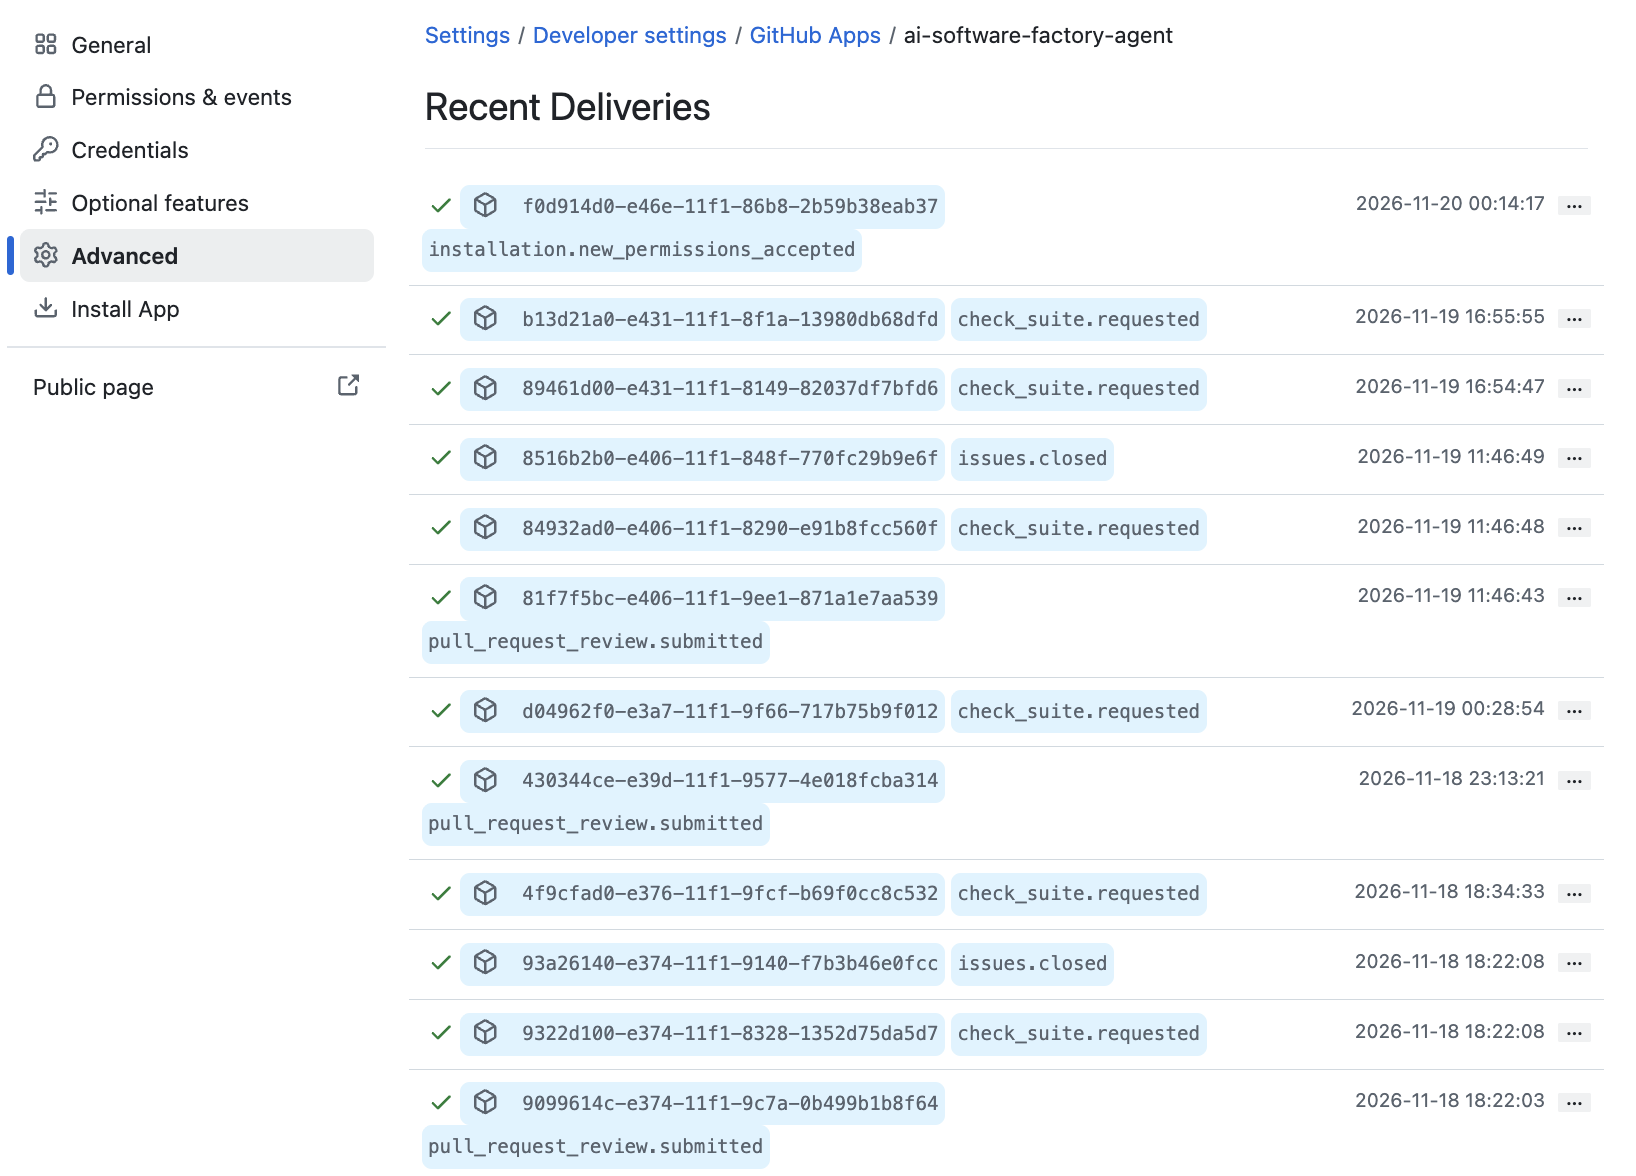 General
Permissions & events
Credentials
Optional features
Advanced
Install App
Public page
Settings / Developer settings / GitHub Apps / ai-software-factory-agent
Recent Deliveries
f0d914d0-e46e-11f1-86b8-2b59b38eab37 2026-11-20 00:14:17 ...
installation.new_permissions_accepted
b13d21a0-e431-11f1-8f1a-13980db68dfd check_suite.requested 2026-11-19 16:55:55 ...
89461d00-e431-11f1-8149-82037df7bfd6 check_suite.requested 2026-11-19 16:54:47 ...
8516b2b0-e406-11f1-848f-770fc29b9e6f issues.closed 2026-11-19 11:46:49 ...
84932ad0-e406-11f1-8290-e91b8fcc560f check_suite.requested 2026-11-19 11:46:48 ...
81f7f5bc-e406-11f1-9ee1-871a1e7aa539 2026-11-19 11:46:43 ...
pull_request_review.submitted
d04962f0-e3a7-11f1-9f66-717b75b9f012 check_suite.requested 2026-11-19 00:28:54 ...
430344ce-e39d-11f1-9577-4e018fcba314 2026-11-18 23:13:21 ...
pull_request_review.submitted
4f9cfad0-e376-11f1-9fcf-b69f0cc8c532 check_suite.requested 2026-11-18 18:34:33 ...
93a26140-e374-11f1-9140-f7b3b46e0fcc issues.closed 2026-11-18 18:22:08 ...
9322d100-e374-11f1-8328-1352d75da5d7 check_suite.requested 2026-11-18 18:22:08 ...
9099614c-e374-11f1-9c7a-0b499b1b8f64 2026-11-18 18:22:03 ...
pull_request_review.submitted